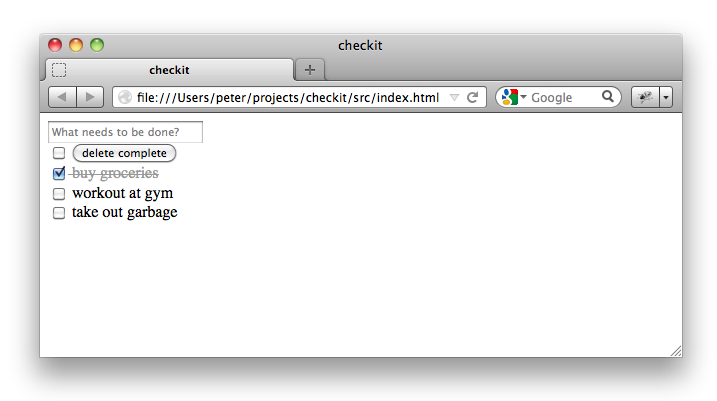 checkit
checkit
file:///Users/peter/projects/checkit/src/index.html Google
What needs to be done?
delete complete
buy groceries
workout at gym
take out garbage